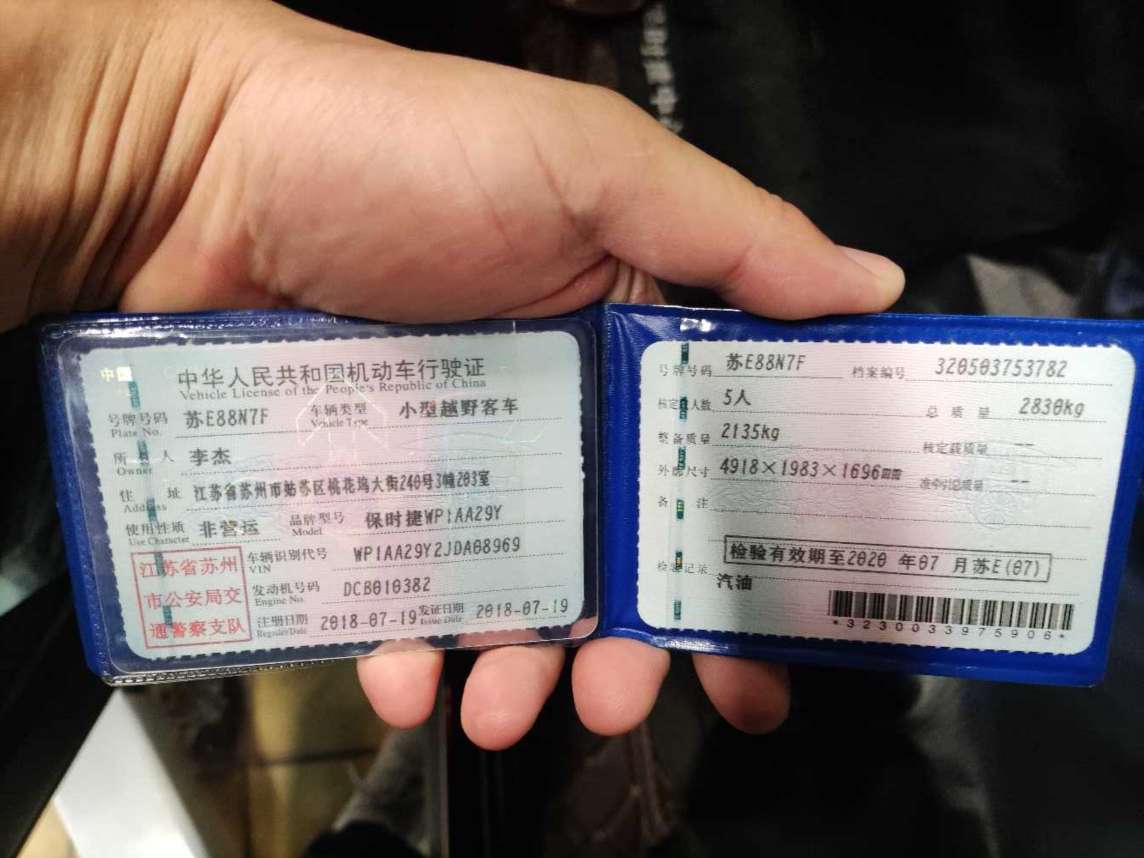 中国
中华人民共和国机动车行驶证
Vehicle License of the People's Republic of China
号牌号码 苏E88N7F 车辆类型 小型越野客车
Plate No. Vehicle Type
所有人 李杰
Owner
住址 江苏省苏州市姑苏区桃花坞大街240号3幢203室
Address
使用性质 非营运 品牌型号 保时捷WP1AA29Y
Use Character Model
江苏省苏州
市公安局交
通警察支队
车辆识别代号 WP1AA29Y2JDA08969
VIN
发动机号码 DCB010382
Engine No.
注册日期 2018-07-19 发证日期 2018-07-19
Register Date Issue Date
号牌号码 苏E88N7F 档案编号 320503753782
核定载人数 5人 总质量 2830kg
整备质量 2135kg 核定载质量 --
外廓尺寸 4918×1983×1696mm 准牵引总质量 --
备注
检验有效期至2020年07月苏E(07)
检验记录
汽油
*3230033975906*